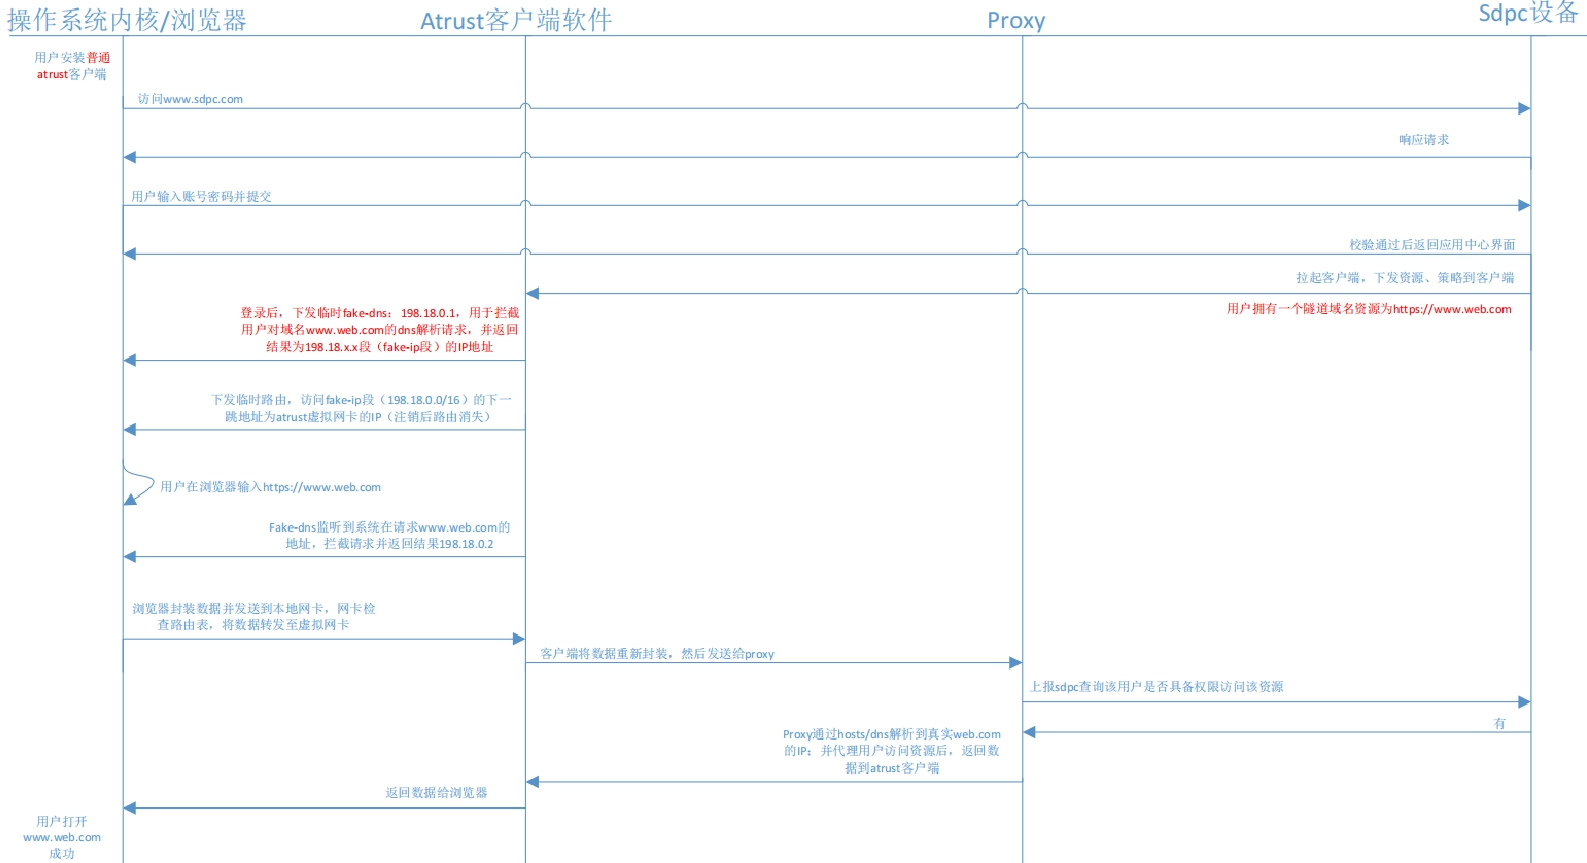 操作系统内核/浏览器
Atrust客户端软件
Proxy
Sdpc设备
用户安装普通
atrust客户端
访问www.sdpc.com
响应请求
用户输入账号密码并提交
校验通过后返回应用中心界面
拉起客户端。下发资源、策略到客户端
用户拥有一个隧道域名资源为https://www.web.com
登录后，下发临时fake-dns：198.18.0.1，用于拦截
用户对域名www.web.com的dns解析请求，并返回
结果为198.18.x.x段（fake-ip段）的IP地址
下发临时路由，访问fake-ip段（198.18.0.0/16）的下一
跳地址为atrust虚拟网卡的IP（注销后路由消失）
用户在浏览器输入https://www.web.com
Fake-dns监听到系统在请求www.web.com的
地址，拦截请求并返回结果198.18.0.2
浏览器封装数据并发送到本地网卡，网卡检
查路由表，将数据转发至虚拟网卡
客户端将数据重新封装，然后发送给proxy
上报sdpc查询该用户是否具备权限访问该资源
有
Proxy通过hosts/dns解析到真实web.com
的IP；并代理用户访问资源后，返回数
据到atrust客户端
返回数据给浏览器
用户打开
www.web.com
成功